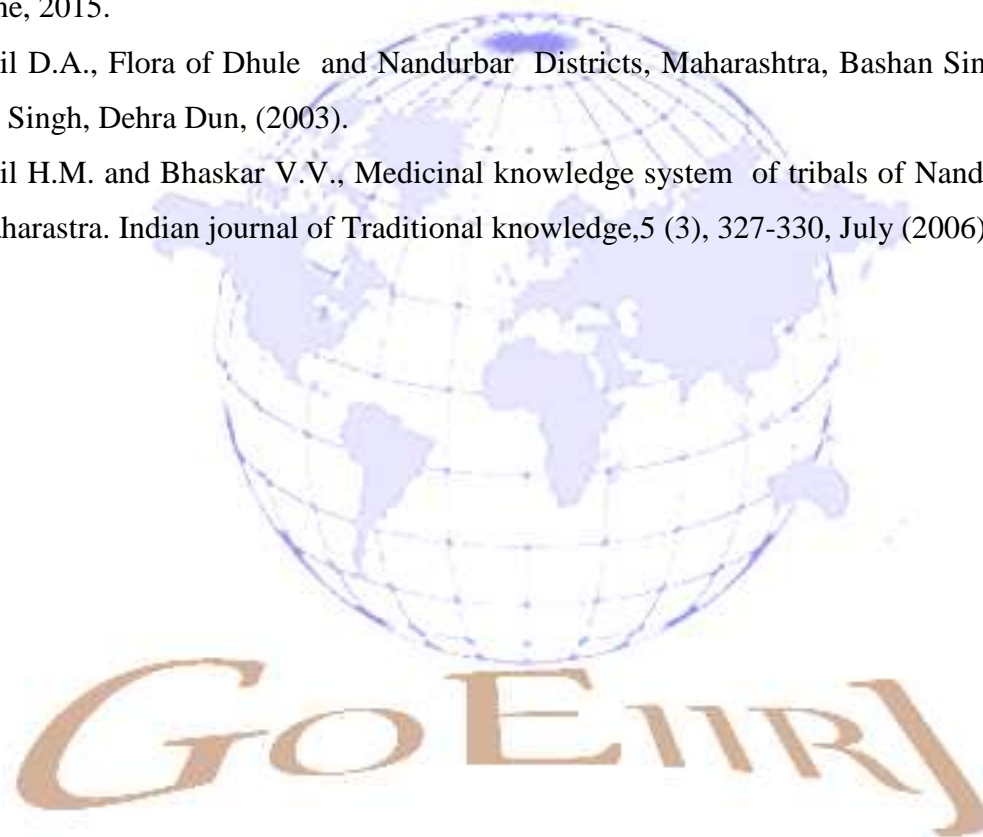 ne, 2015.
il D.A., Flora of Dhule and Nandurbar Districts, Maharashtra, Bashan Sin
Singh, Dehra Dun, (2003).
il H.M. and Bhaskar V.V., Medicinal knowledge system of tribals of Nand
aharastra. Indian journal of Traditional knowledge,5 (3), 327-330, July (2006)
GOEIIRJ